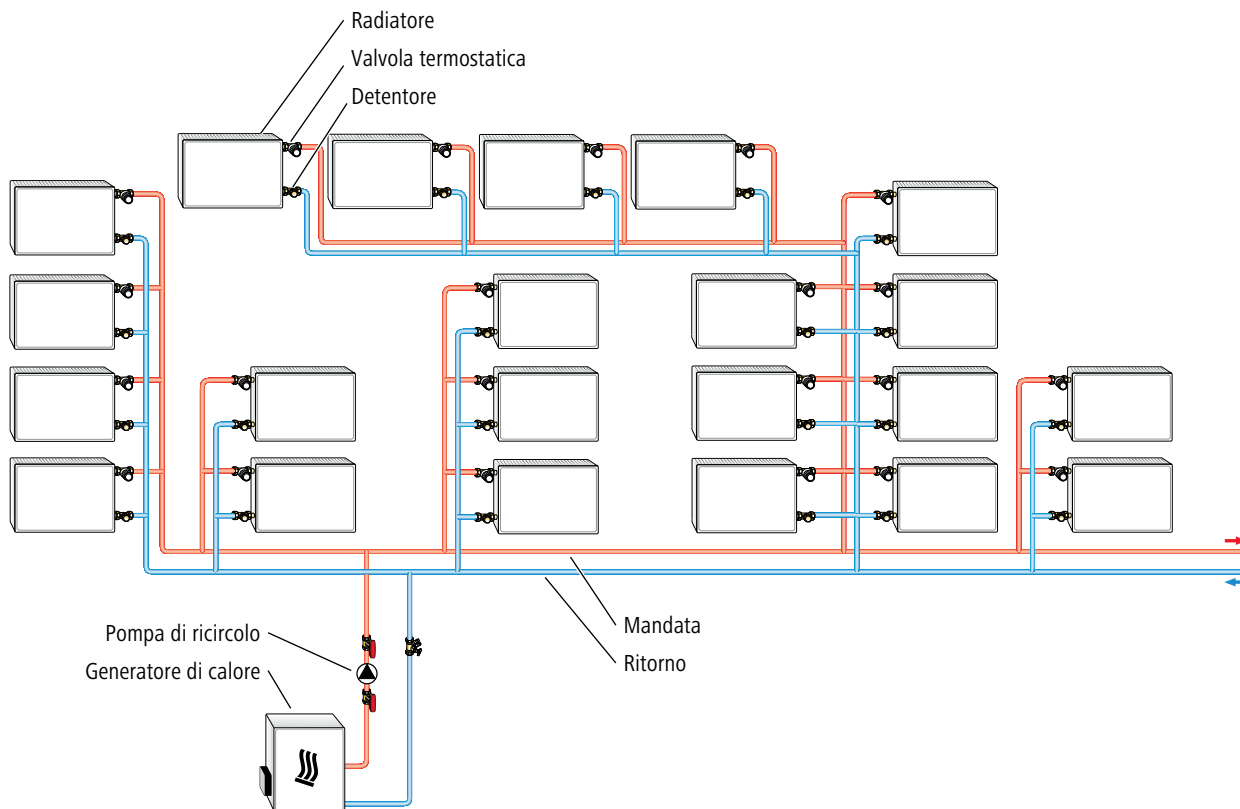 Radiatore
Valvola termostatica
Detentore
Mandata
Ritorno
Pompa di ricircolo
Generatore di calore